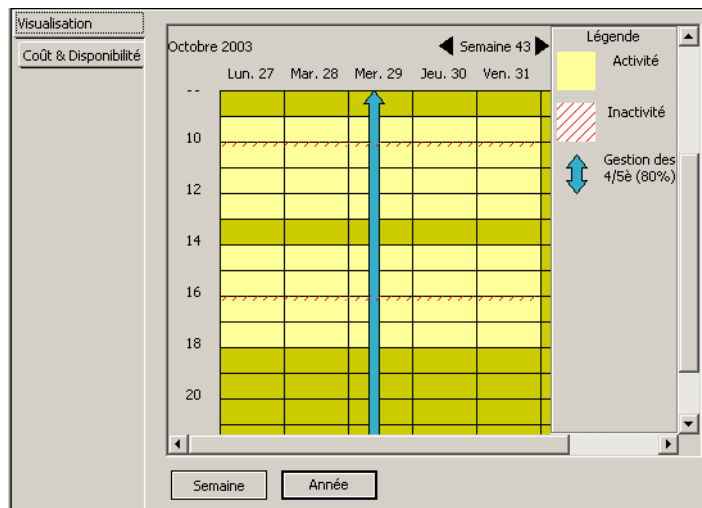 Visualisation
Coût & Disponibilité
Octobre 2003
Semaine 43
Lun. 27 Mar. 28 Mer. 29 Jeu. 30 Ven. 31
10
12
14
16
18
20
Légende
Activité
Inactivité
Gestion des
4/5è (80%)
Semaine
Année